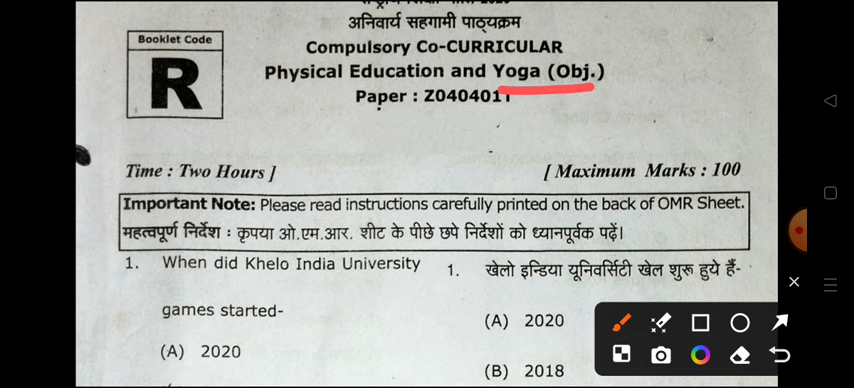 अनिवार्य सहगामी पाठ्यक्रम
Booklet Code
R
Compulsory Co-CURRICULAR
Physical Education and Yoga (Obj.)
Paper : Z040401T
Time : Two Hours ]
[ Maximum Marks : 100
Important Note: Please read instructions carefully printed on the back of OMR Sheet.
महत्वपूर्ण निर्देश : कृपया ओ.एम.आर. शीट के पीछे छपे निर्देशों को ध्यानपूर्वक पढ़ें।
1. When did Khelo India University
games started-
(A) 2020
1. खेलो इन्डिया यूनिवर्सिटी खेल शुरू हुये हैं-
(A) 2020
(B) 2018